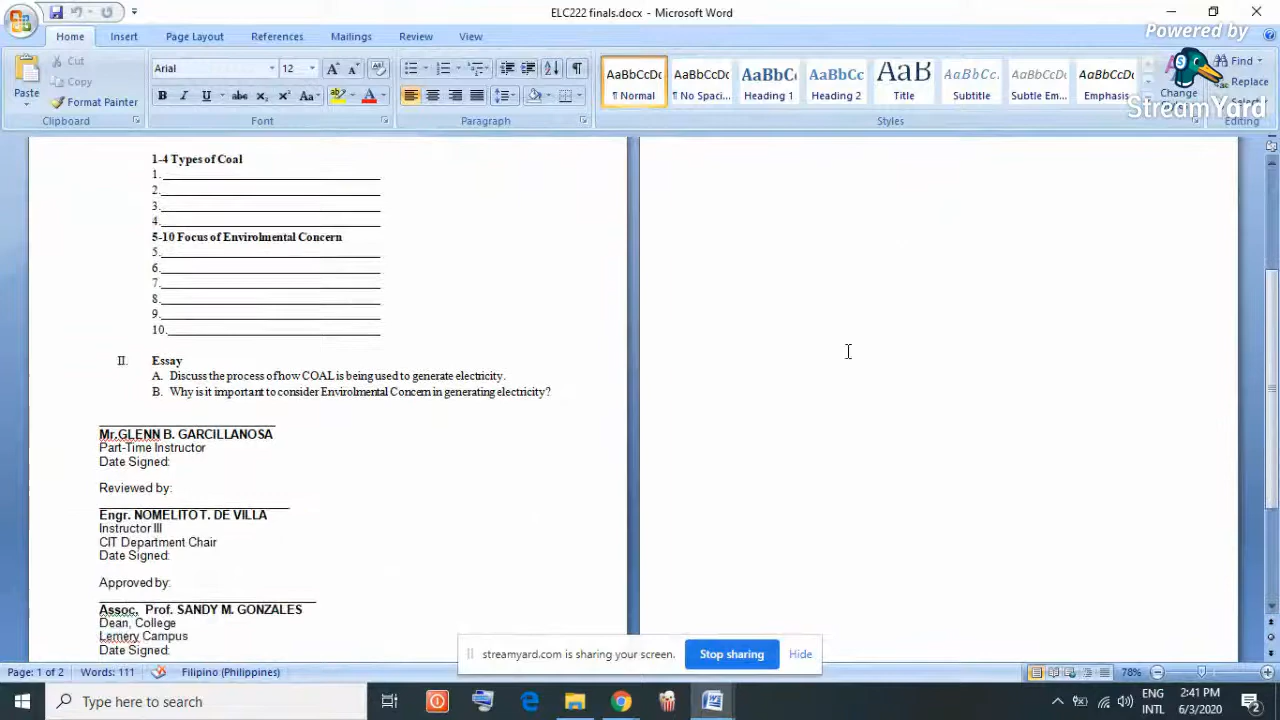 ELC222 finals.docx - Microsoft Word
Powered by
StreamYard
Home Insert Page Layout References Mailings Review View
Paste
Cut
Copy
Format Painter
Clipboard
Arial 12
Font
Paragraph
AaBbCcDc AaBbCcDc AaBbC AaBbCc AaB AaBbCc. AaBbCcDc AaBbCcDc
¶ Normal ¶ No Spaci... Heading 1 Heading 2 Title Subtitle Subtle Em... Emphasis
Change
Styles
Find
Replace
Editing
1-4 Types of Coal
1.
2.
3.
4.
5-10 Focus of Envirolmental Concern
5.
6.
7.
8.
9.
10.
II. Essay
A. Discuss the process of how COAL is being used to generate electricity.
B. Why is it important to consider Envirolmental Concern in generating electricity?
Mr.GLENN B. GARCILLANOSA
Part-Time Instructor
Date Signed:
Reviewed by:
Engr. NOMELITO T. DE VILLA
Instructor III
CIT Department Chair
Date Signed:
Approved by:
Assoc, Prof. SANDY M. GONZALES
Dean, College
Lemery Campus
Date Signed:
streamyard.com is sharing your screen. Stop sharing Hide
Page: 1 of 2 Words: 111 Filipino (Philippines) 78%
Type here to search
ENG
INTL
2:41 PM
6/3/2020
2